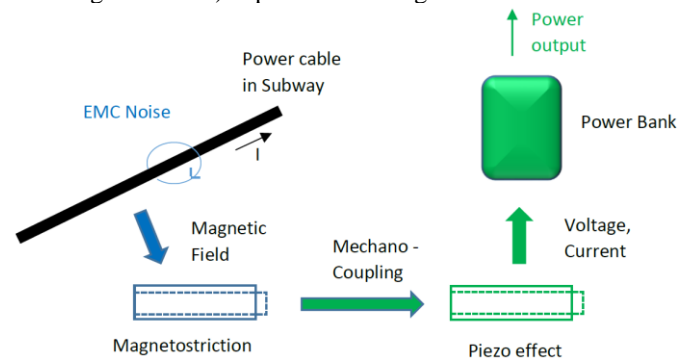 Power
output
Power cable
in Subway
EMC Noise
I
Power Bank
Magnetic
Field
Mechano -
Coupling
Voltage,
Current
Magnetostriction
Piezo effect